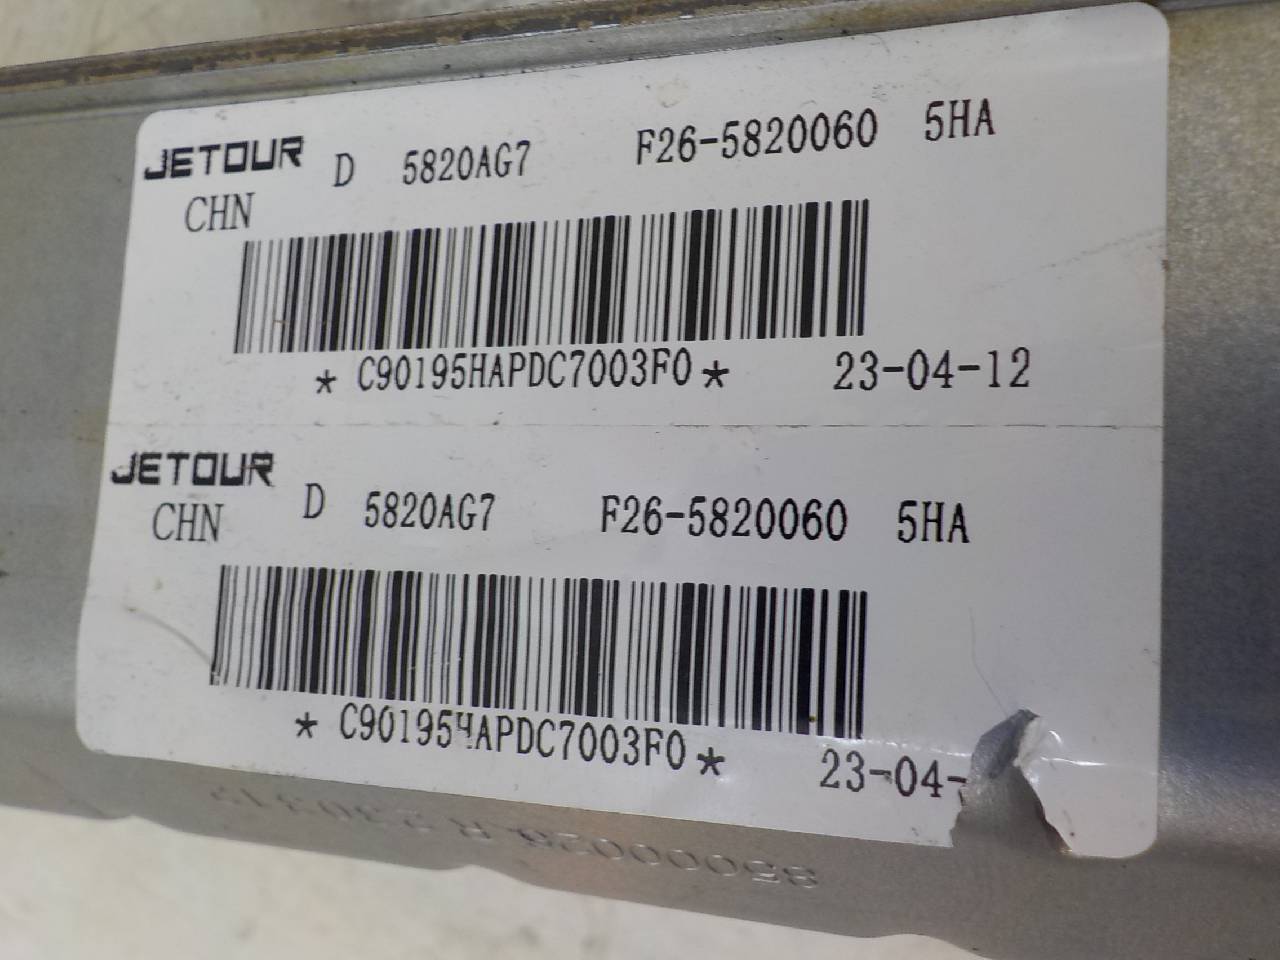 JETOUR D 5820AG7 F26-5820060 5HA
CHN
* C90195HAPDC7003F0 * 23-04-12
JETOUR D 5820AG7 F26-5820060 5HA
CHN
* C90195HAPDC7003F0 * 23-04-